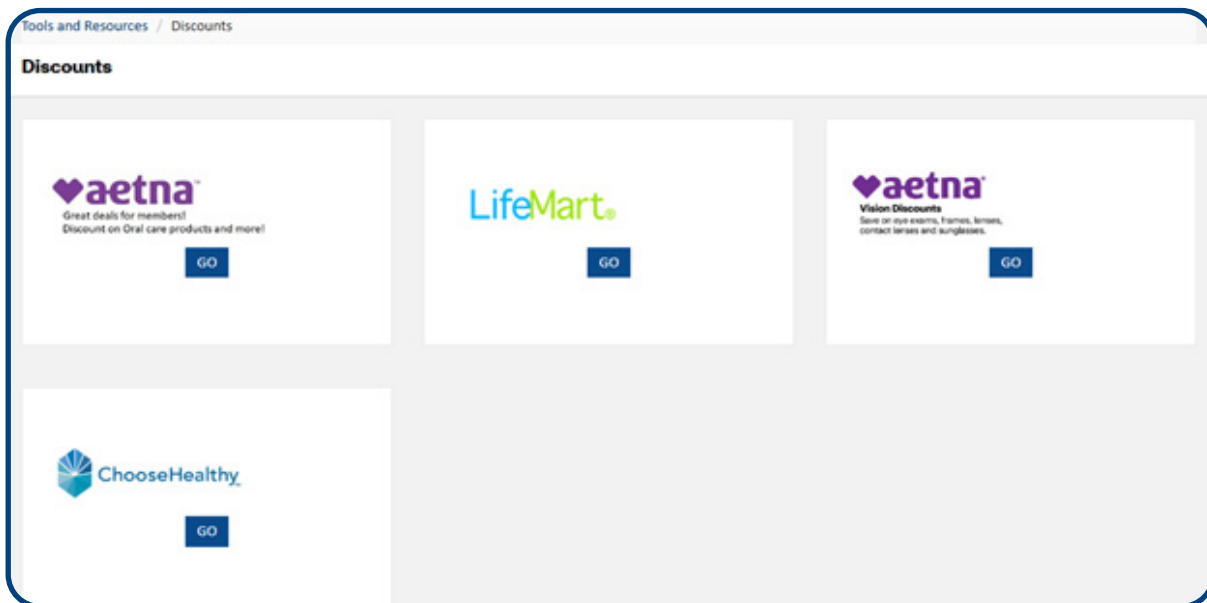 Tools and Resources / Discounts
Discounts
aetna™
Great deals for members!
Discount on Oral care products and more!
GO
LifeMart®
GO
aetna®
Vision Discounts
Save on eye exams, frames, lenses,
contact lenses and sunglasses.
GO
ChooseHealthy
GO